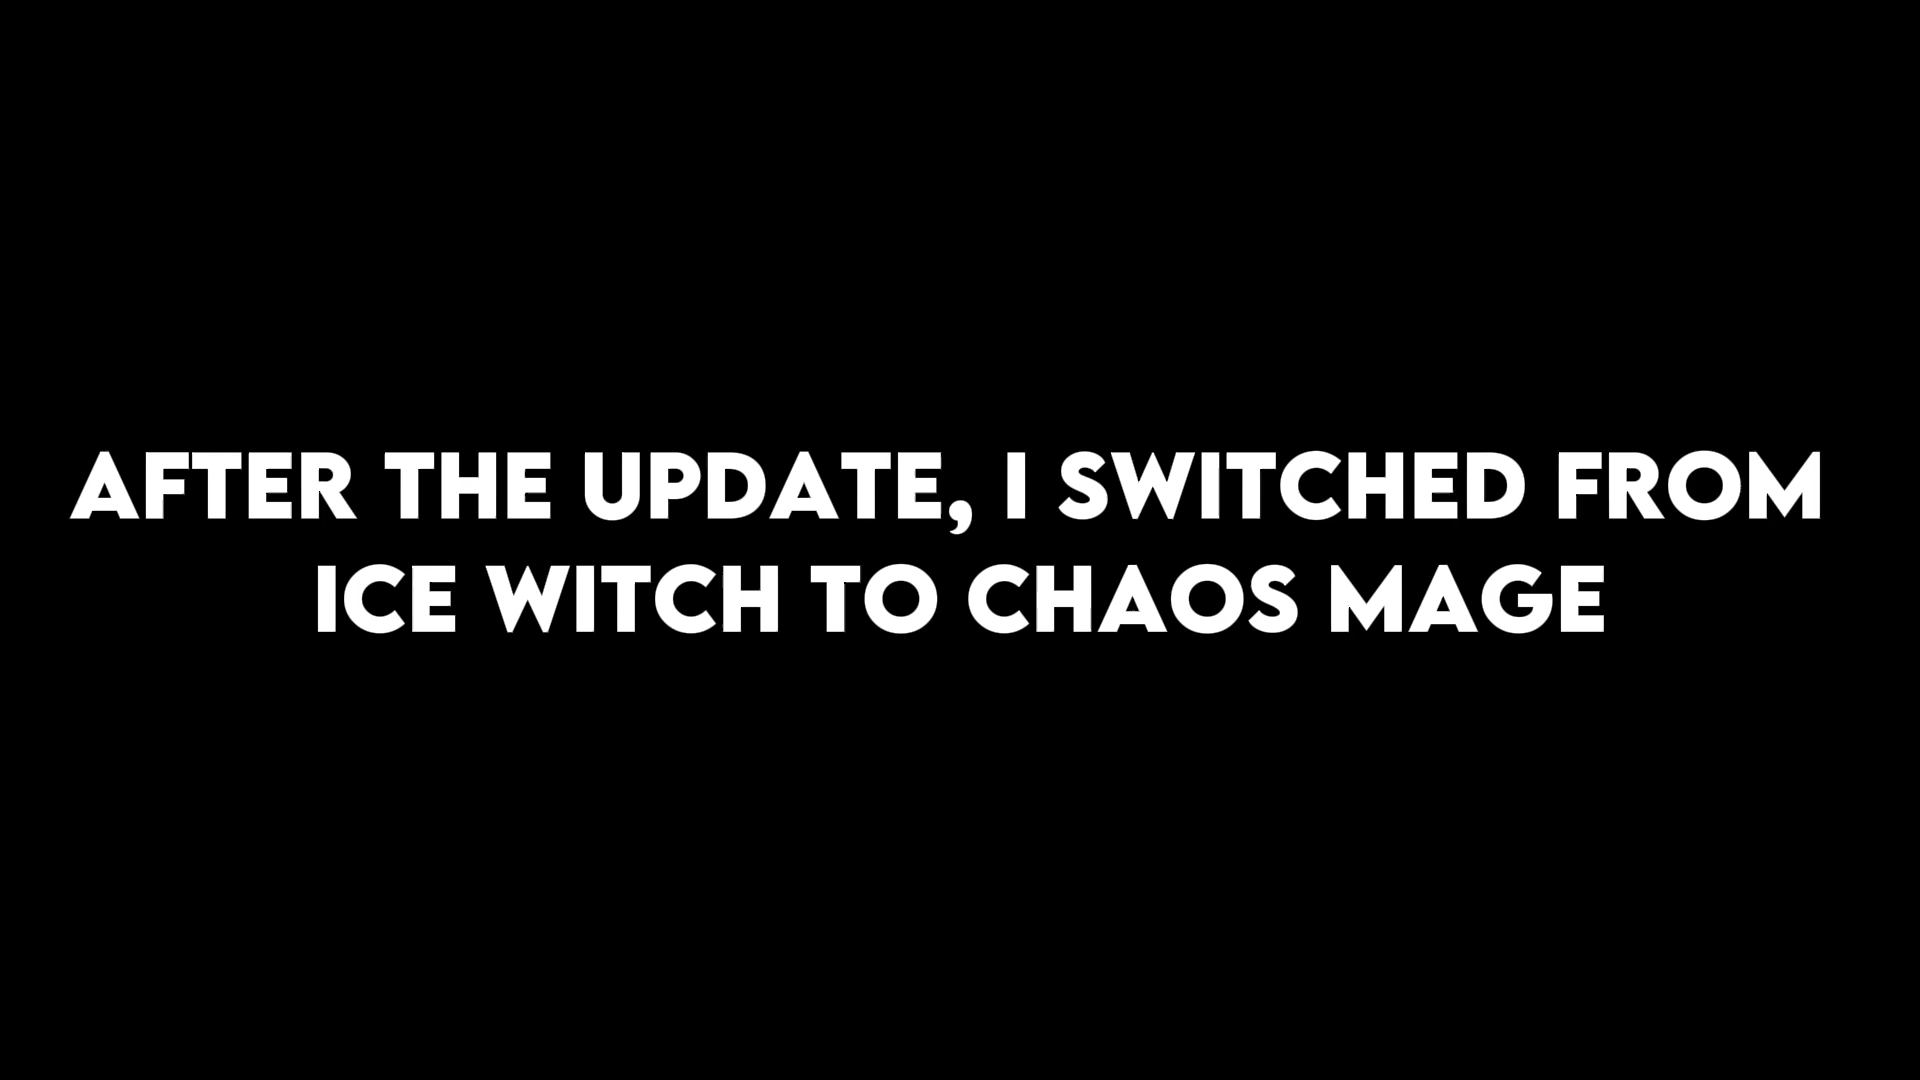 AFTER THE UPDATE, I SWITCHED FROM
ICE WITCH TO CHAOS MAGE